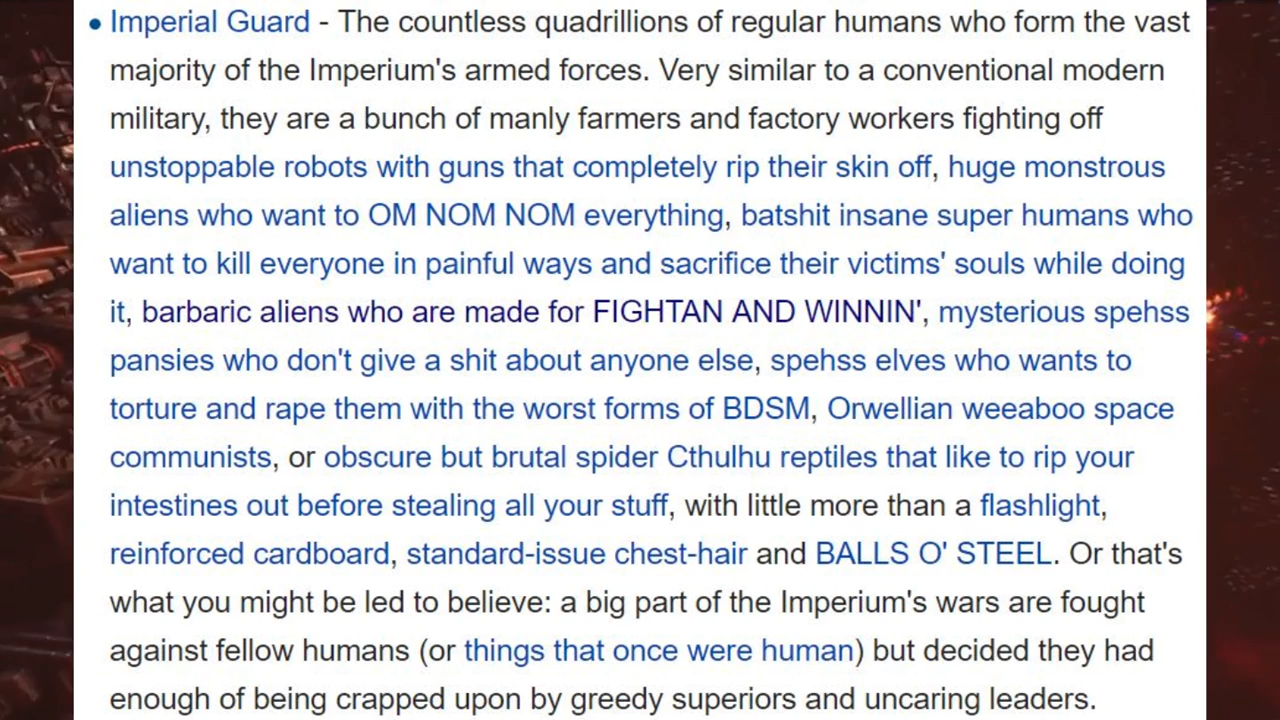 • Imperial Guard - The countless quadrillions of regular humans who form the vast
majority of the Imperium's armed forces. Very similar to a conventional modern
military, they are a bunch of manly farmers and factory workers fighting off
unstoppable robots with guns that completely rip their skin off, huge monstrous
aliens who want to OM NOM NOM everything, batshit insane super humans who
want to kill everyone in painful ways and sacrifice their victims' souls while doing
it, barbaric aliens who are made for FIGHTAN AND WINNIN', mysterious spehss
pansies who don't give a shit about anyone else, spehss elves who wants to
torture and rape them with the worst forms of BDSM, Orwellian weeaboo space
communists, or obscure but brutal spider Cthulhu reptiles that like to rip your
intestines out before stealing all your stuff, with little more than a flashlight,
reinforced cardboard, standard-issue chest-hair and BALLS O' STEEL. Or that's
what you might be led to believe: a big part of the Imperium's wars are fought
against fellow humans (or things that once were human) but decided they had
enough of being crapped upon by greedy superiors and uncaring leaders.